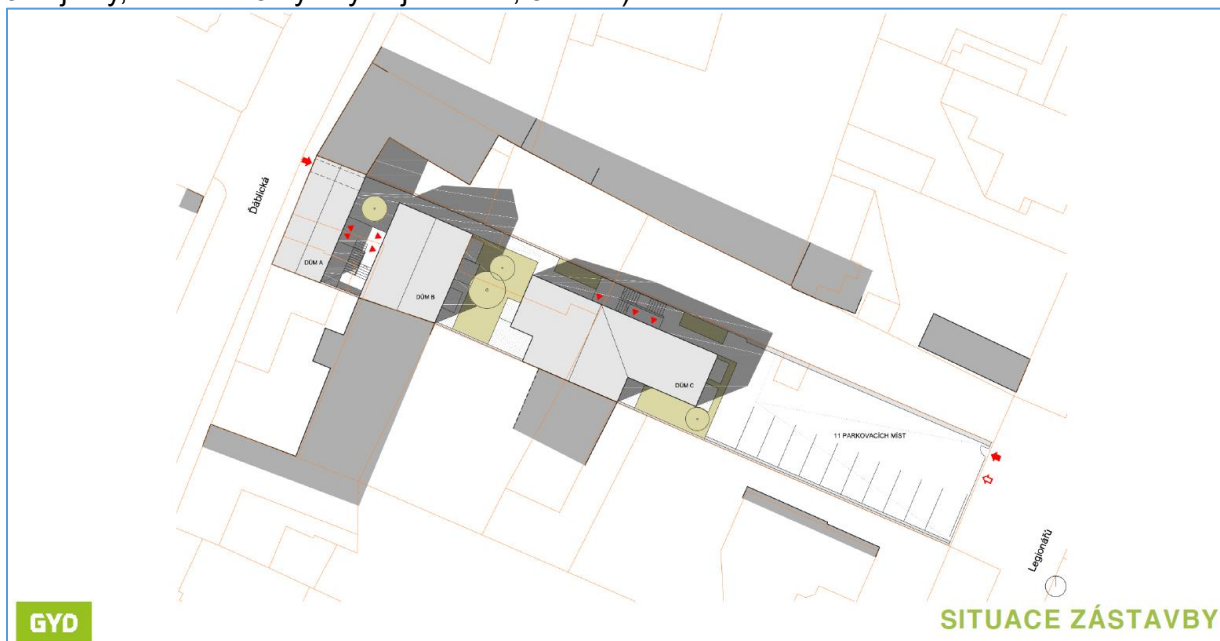 Ďáblická
DŮM A
DŮM B
DŮM C
11 PARKOVACÍCH MÍST
Legionářů
GYD
SITUACE ZÁSTAVBY